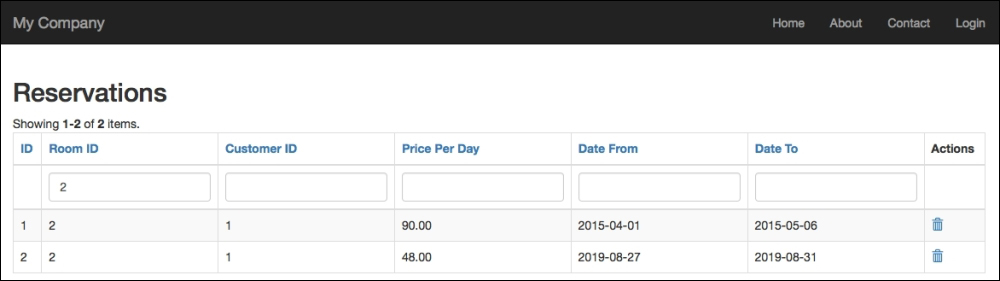 My Company Home About Contact Login
Reservations
Showing 1-2 of 2 items.
ID Room ID Customer ID Price Per Day Date From Date To Actions
2
1 2 1 90.00 2015-04-01 2015-05-06
2 2 1 48.00 2019-08-27 2019-08-31